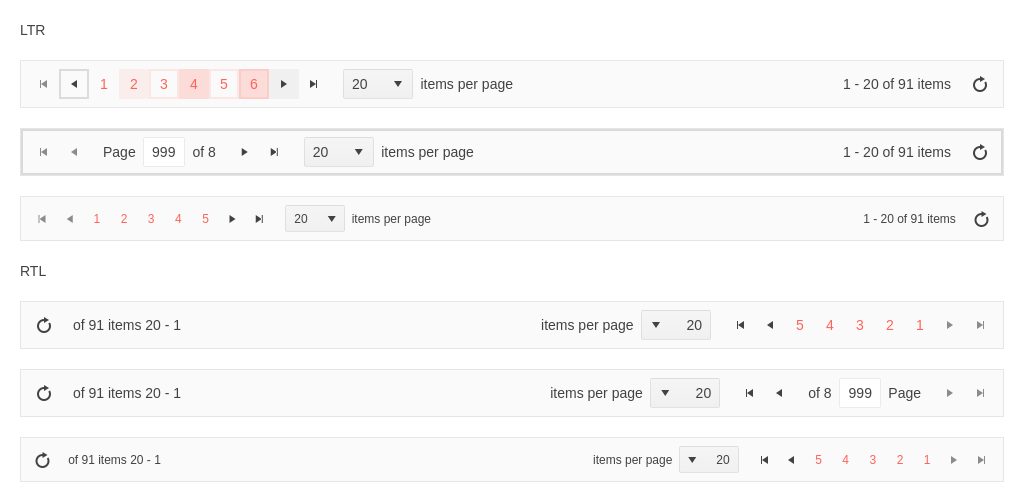 LTR
1 2 3 4 5 6 20 items per page 1 - 20 of 91 items
Page 999 of 8 20 items per page 1 - 20 of 91 items
1 2 3 4 5 20 items per page 1 - 20 of 91 items
RTL
of 91 items 20 - 1 items per page 20 5 4 3 2 1
of 91 items 20 - 1 items per page 20 of 8 999 Page
of 91 items 20 - 1 items per page 20 5 4 3 2 1